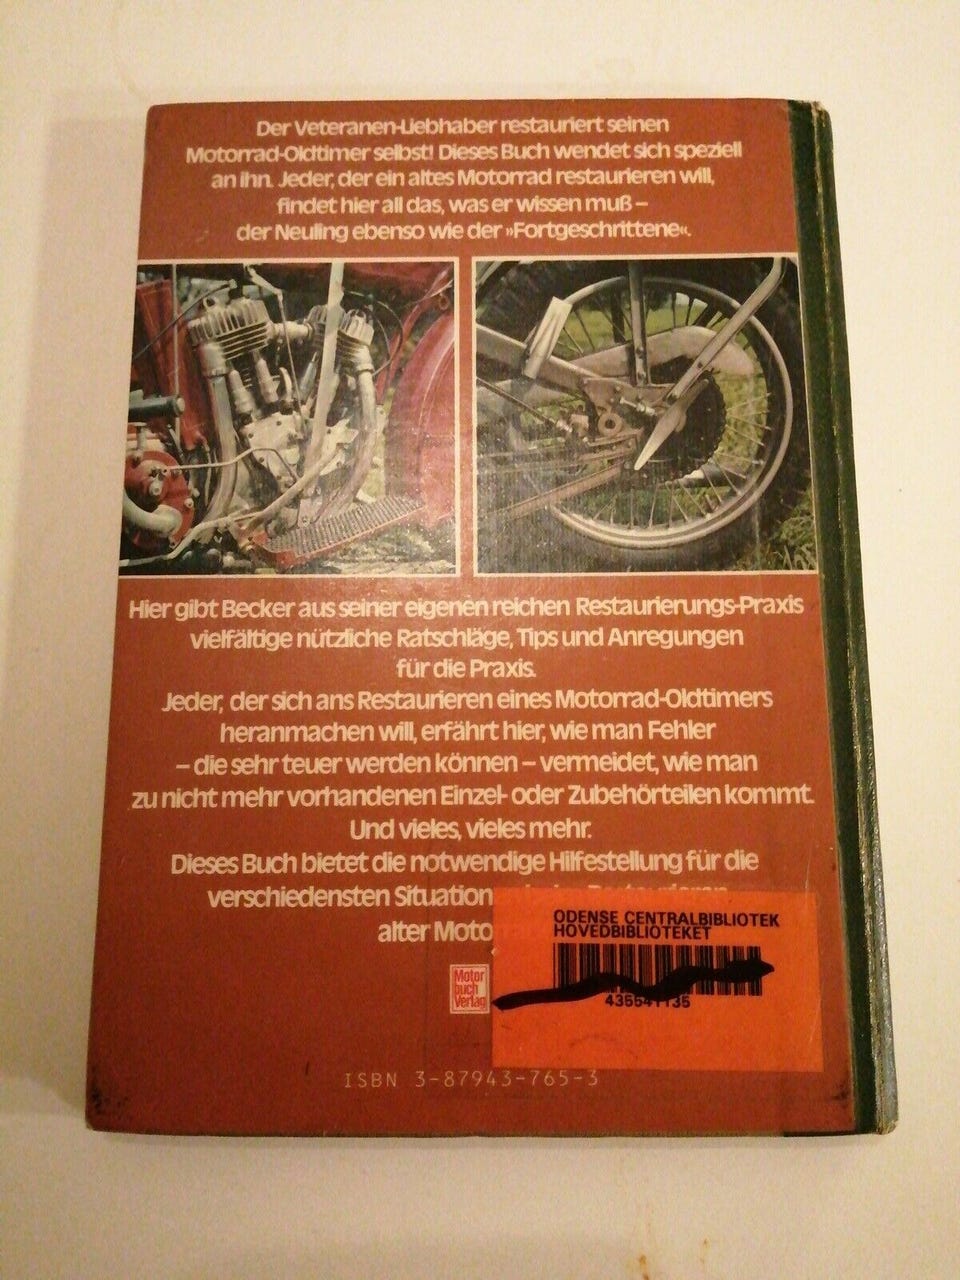 Der Veteranen-Liebhaber restauriert seinen
Motorrad-Oldtimer selbst! Dieses Buch wendet sich speziell
an ihn. Jeder, der ein altes Motorrad restaurieren will,
findet hier all das, was er wissen muß –
der Neuling ebenso wie der »Fortgeschrittene«.
Hier gibt Becker aus seiner eigenen reichen Restaurierungs-Praxis
vielfältige nützliche Ratschläge, Tips und Anregungen
für die Praxis.
Jeder, der sich ans Restaurieren eines Motorrad-Oldtimers
heranmachen will, erfährt hier, wie man Fehler
– die sehr teuer werden können – vermeidet, wie man
zu nicht mehr vorhandenen Einzel- oder Zubehörteilen kommt.
Und vieles, vieles mehr.
Dieses Buch bietet die notwendige Hilfestellung für die
verschiedensten Situation
alter Moto
ODENSE CENTRALBIBLIOTEK
HOVEDBIBLIOTEKET
Motor
buch
Verlag
ISBN 3-87943-765-3